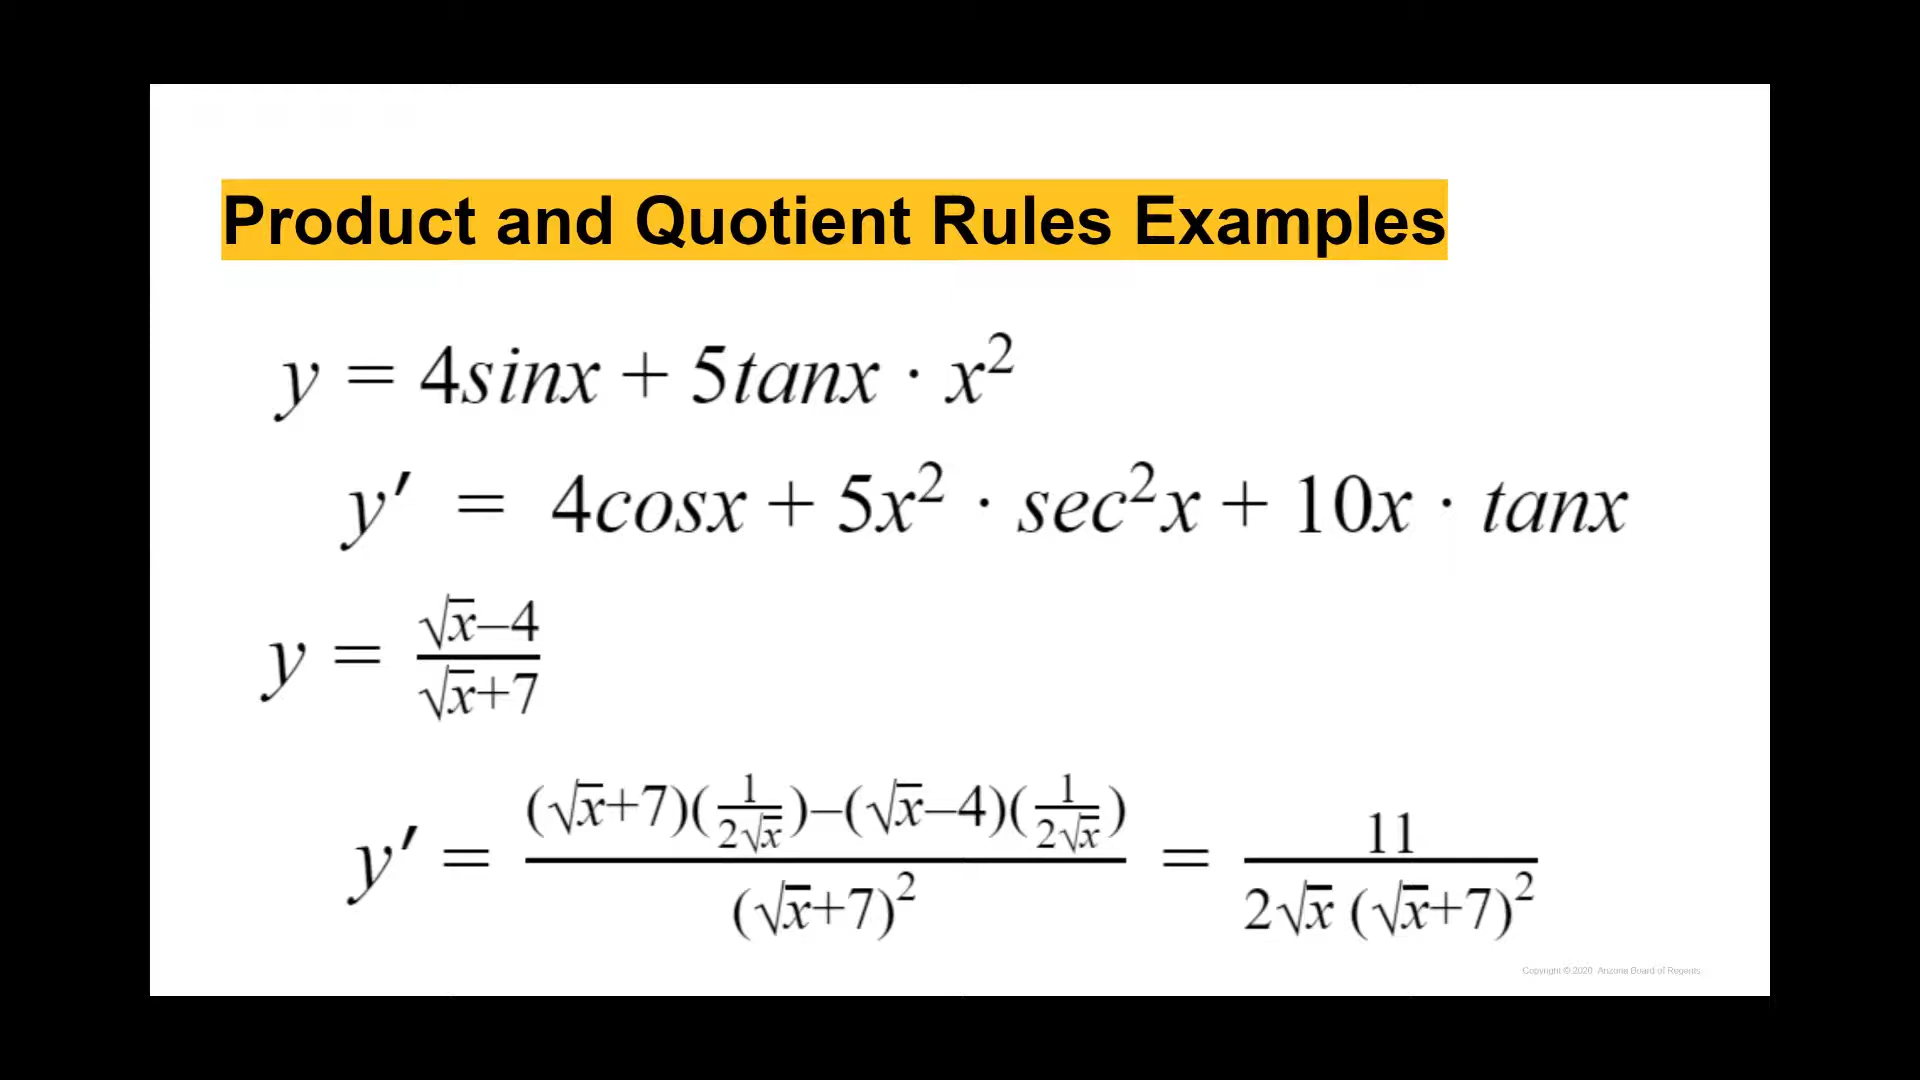 Product and Quotient Rules Examples
y = 4sinx + 5tanx · x²
y′ = 4cosx + 5x² · sec²x + 10x · tanx
y = (√x–4)/(√x+7)
y′ = ((√x+7)(1/(2√x))–(√x–4)(1/(2√x)))/(√x+7)² = 11/(2√x (√x+7)²)
Copyright © 2020 Arizona Board of Regents